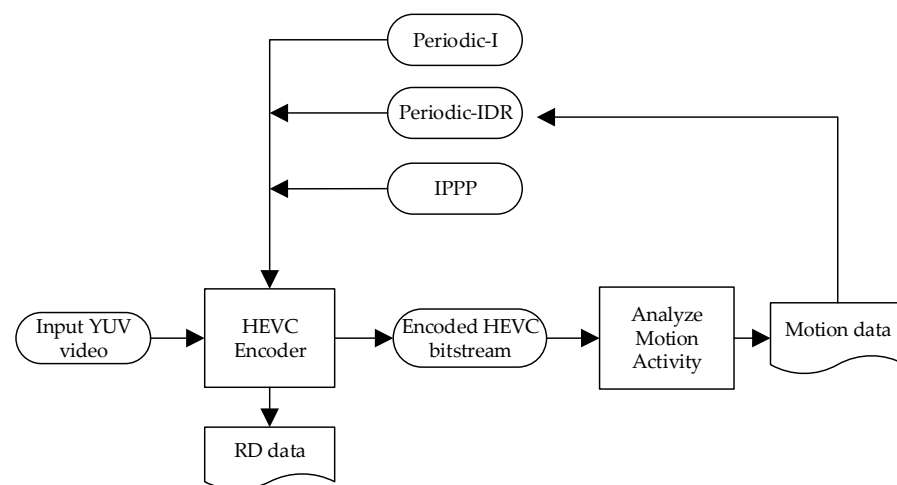 Periodic-I
Periodic-IDR
IPPP
Input YUV
video
HEVC
Encoder
Encoded HEVC
bitstream
Analyze
Motion
Activity
Motion data
RD data